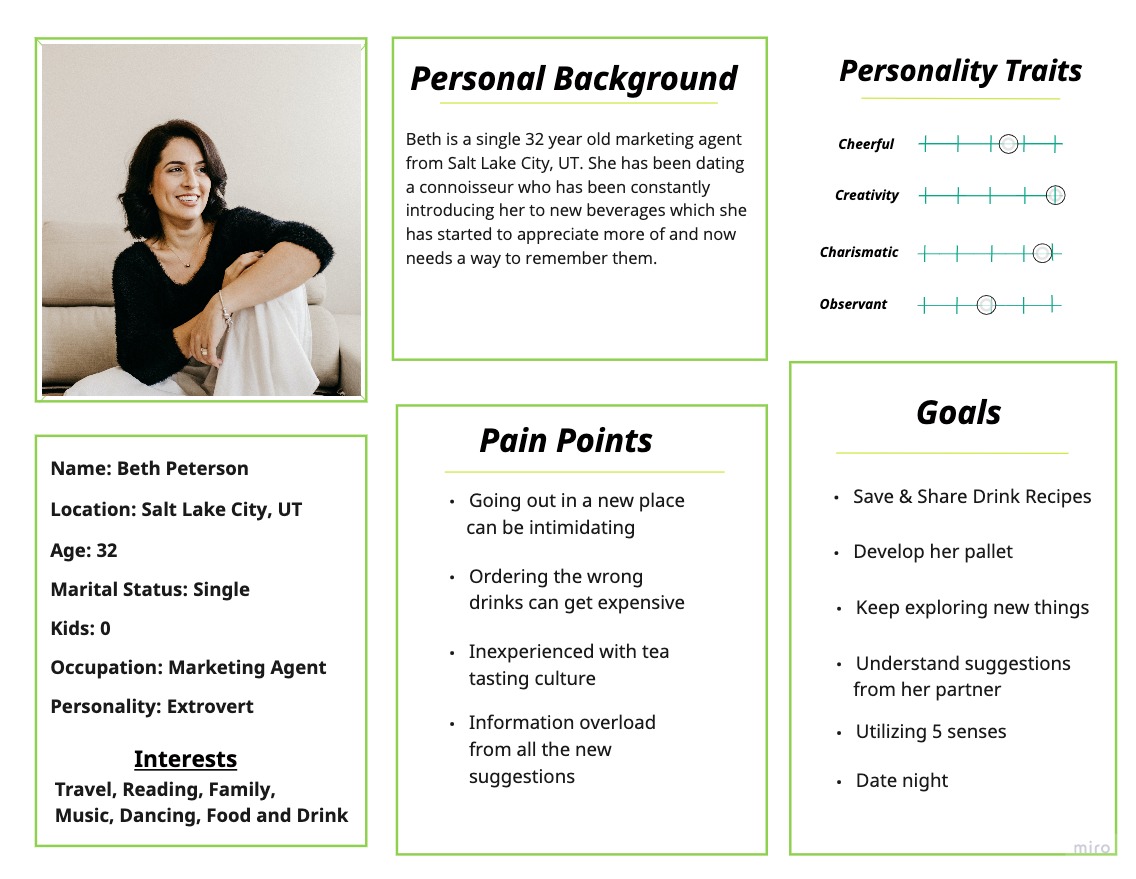 Personal Background
Beth is a single 32 year old marketing agent
from Salt Lake City, UT. She has been dating
a connoisseur who has been constantly
introducing her to new beverages which she
has started to appreciate more of and now
needs a way to remember them.
Personality Traits
Cheerful
Creativity
Charismatic
Observant
Name: Beth Peterson
Location: Salt Lake City, UT
Age: 32
Marital Status: Single
Kids: 0
Occupation: Marketing Agent
Personality: Extrovert
Interests
Travel, Reading, Family,
Music, Dancing, Food and Drink
Pain Points
• Going out in a new place
can be intimidating
• Ordering the wrong
drinks can get expensive
• Inexperienced with tea
tasting culture
• Information overload
from all the new
suggestions
Goals
• Save & Share Drink Recipes
• Develop her pallet
• Keep exploring new things
• Understand suggestions
from her partner
• Utilizing 5 senses
• Date night
miro